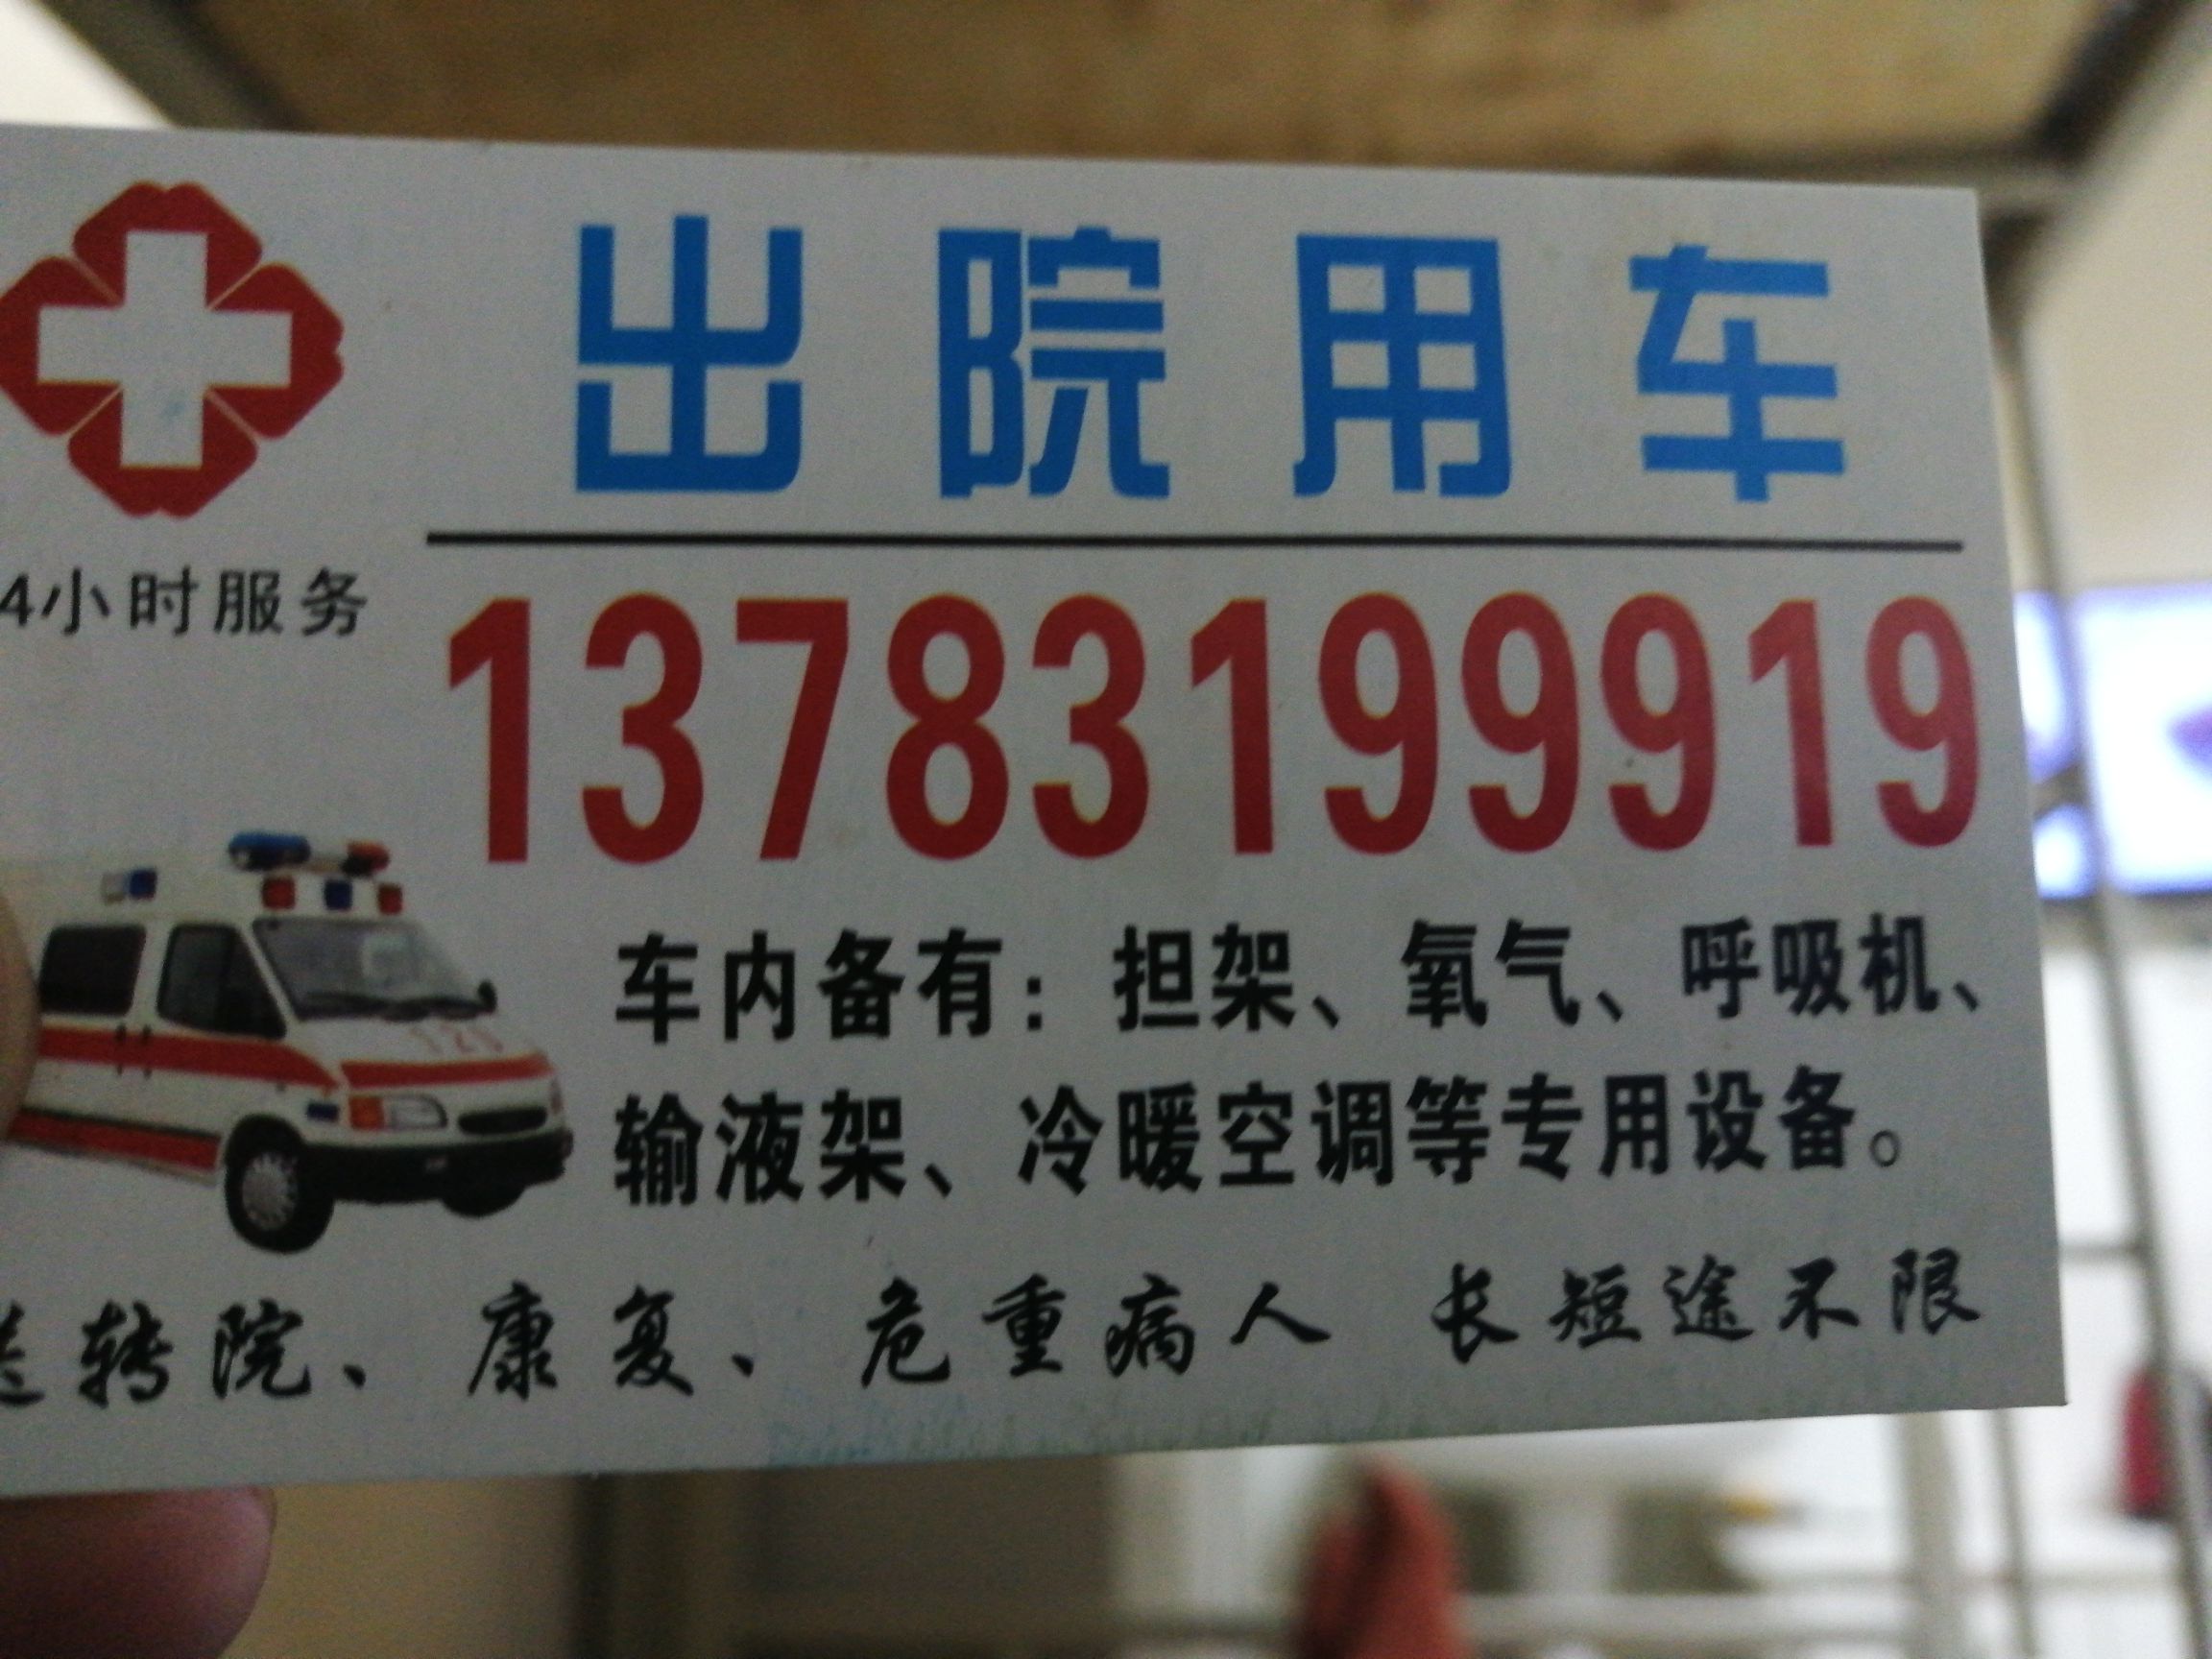 出院用车
4小时服务
13783199919
车内备有：担架、氧气、呼吸机、
输液架、冷暖空调等专用设备。
送转院、康复、危重病人 长短途不限